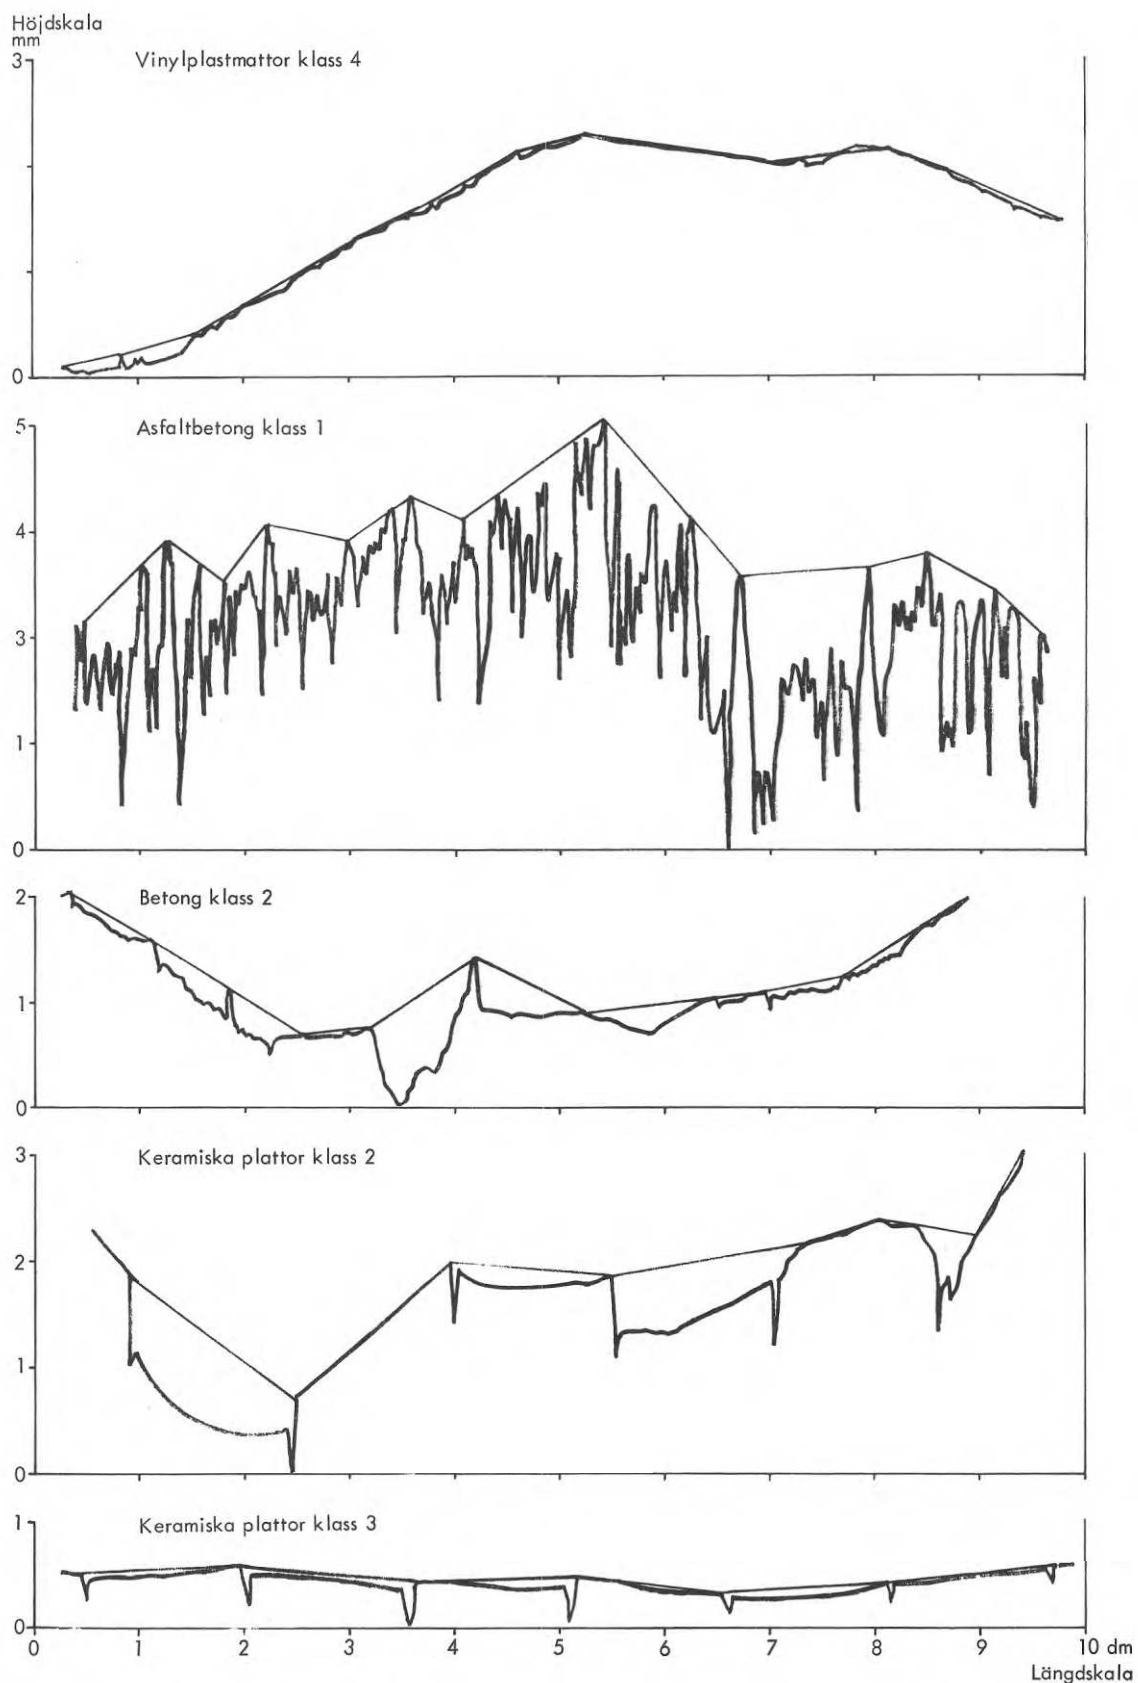 Höjdskala
mm
3
Vinylplastmattor klass 4
0
5
Asfaltbetong klass 1
4
3
1
0
2
Betong klass 2
1
0
3
Keramiska plattor klass 2
2
1
0
1
Keramiska plattor klass 3
0
0 1 2 3 4 5 6 7 8 9 10 dm
Längdskala